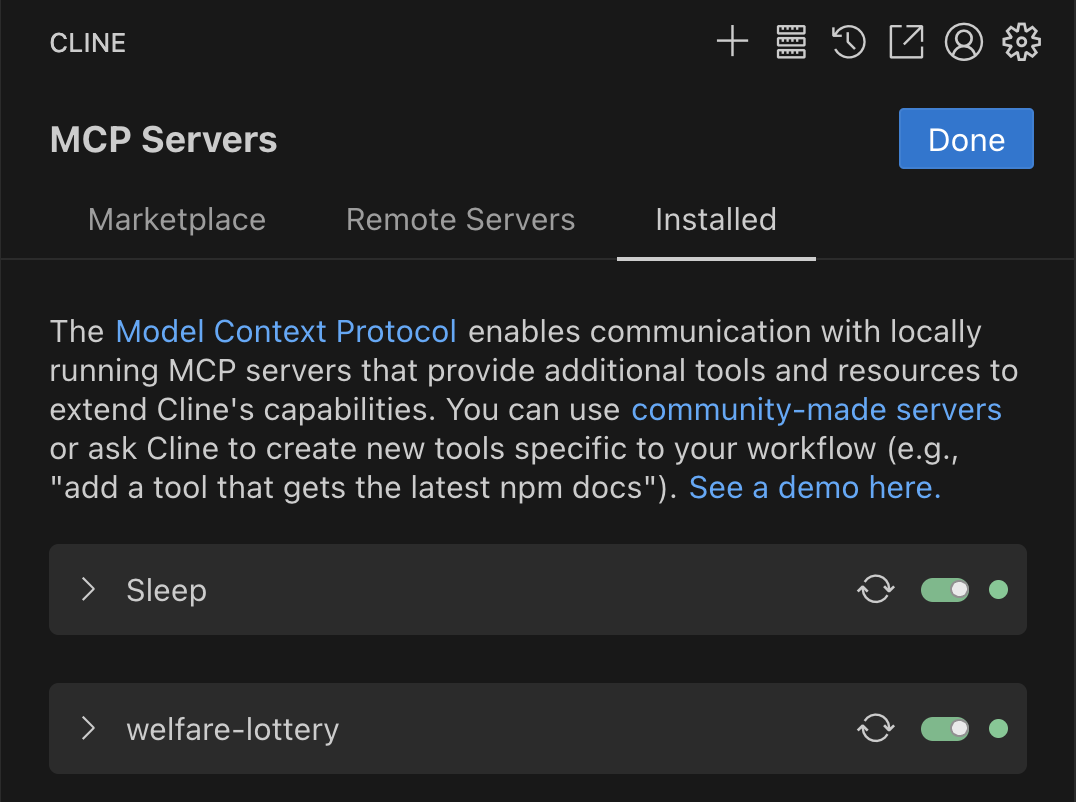 CLINE
MCP Servers
Done
Marketplace
Remote Servers
Installed
The Model Context Protocol enables communication with locally
running MCP servers that provide additional tools and resources to
extend Cline's capabilities. You can use community-made servers
or ask Cline to create new tools specific to your workflow (e.g.,
"add a tool that gets the latest npm docs"). See a demo here.
Sleep
welfare-lottery